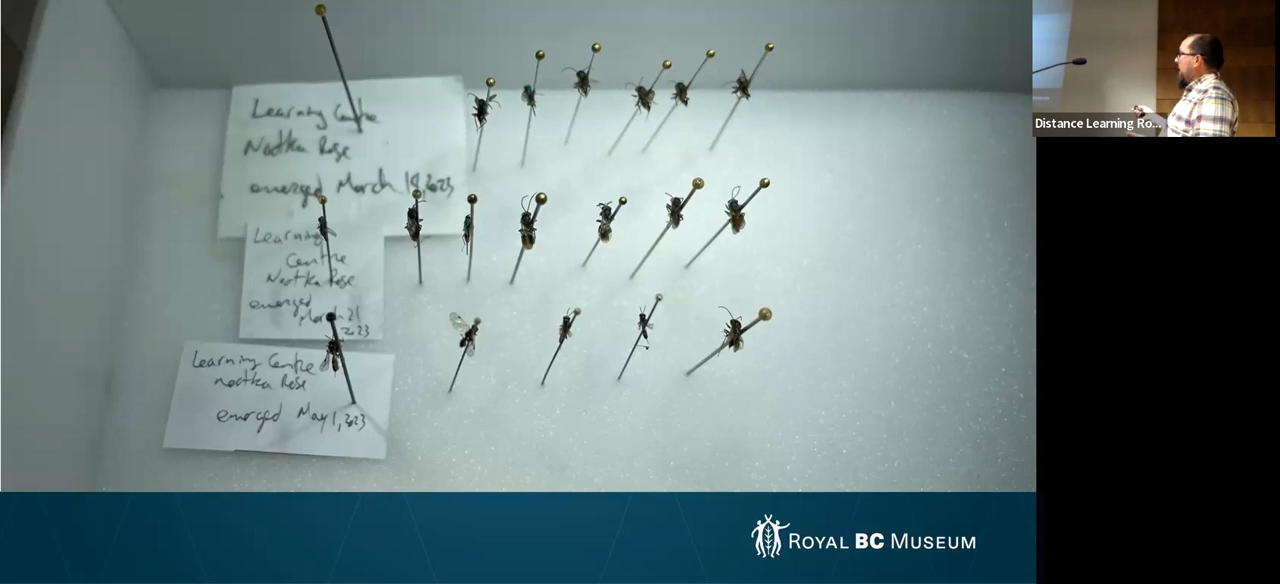 Learning Centre
Nootka Rose
emerged March 18, 2023
Learning
Centre
Nootka Rose
emerged
March 21
2023
Learning Centre
nootka Rose
emerged May 1, 2023
ROYAL BC MUSEUM
Distance Learning Ro...